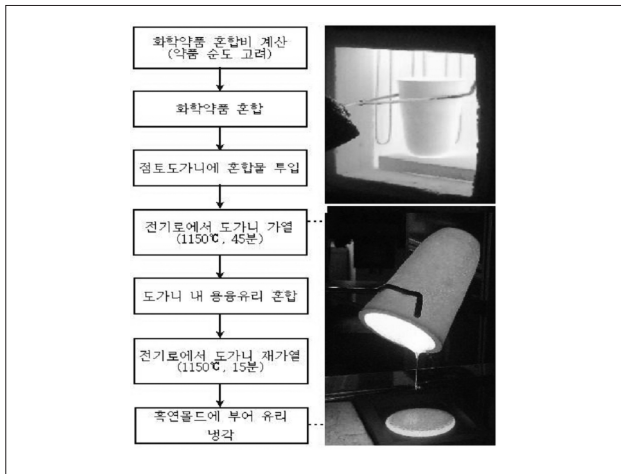 화학약품 혼합비 계산
(약품 순도 고려)
화학약품 혼합
점토도가니에 혼합물 투입
전기로에서 도가니 가열
(1150℃, 45분)
도가니 내 용융유리 혼합
전기로에서 도가니 재가열
(1150℃, 15분)
흑연몰드에 부어 유리
냉각